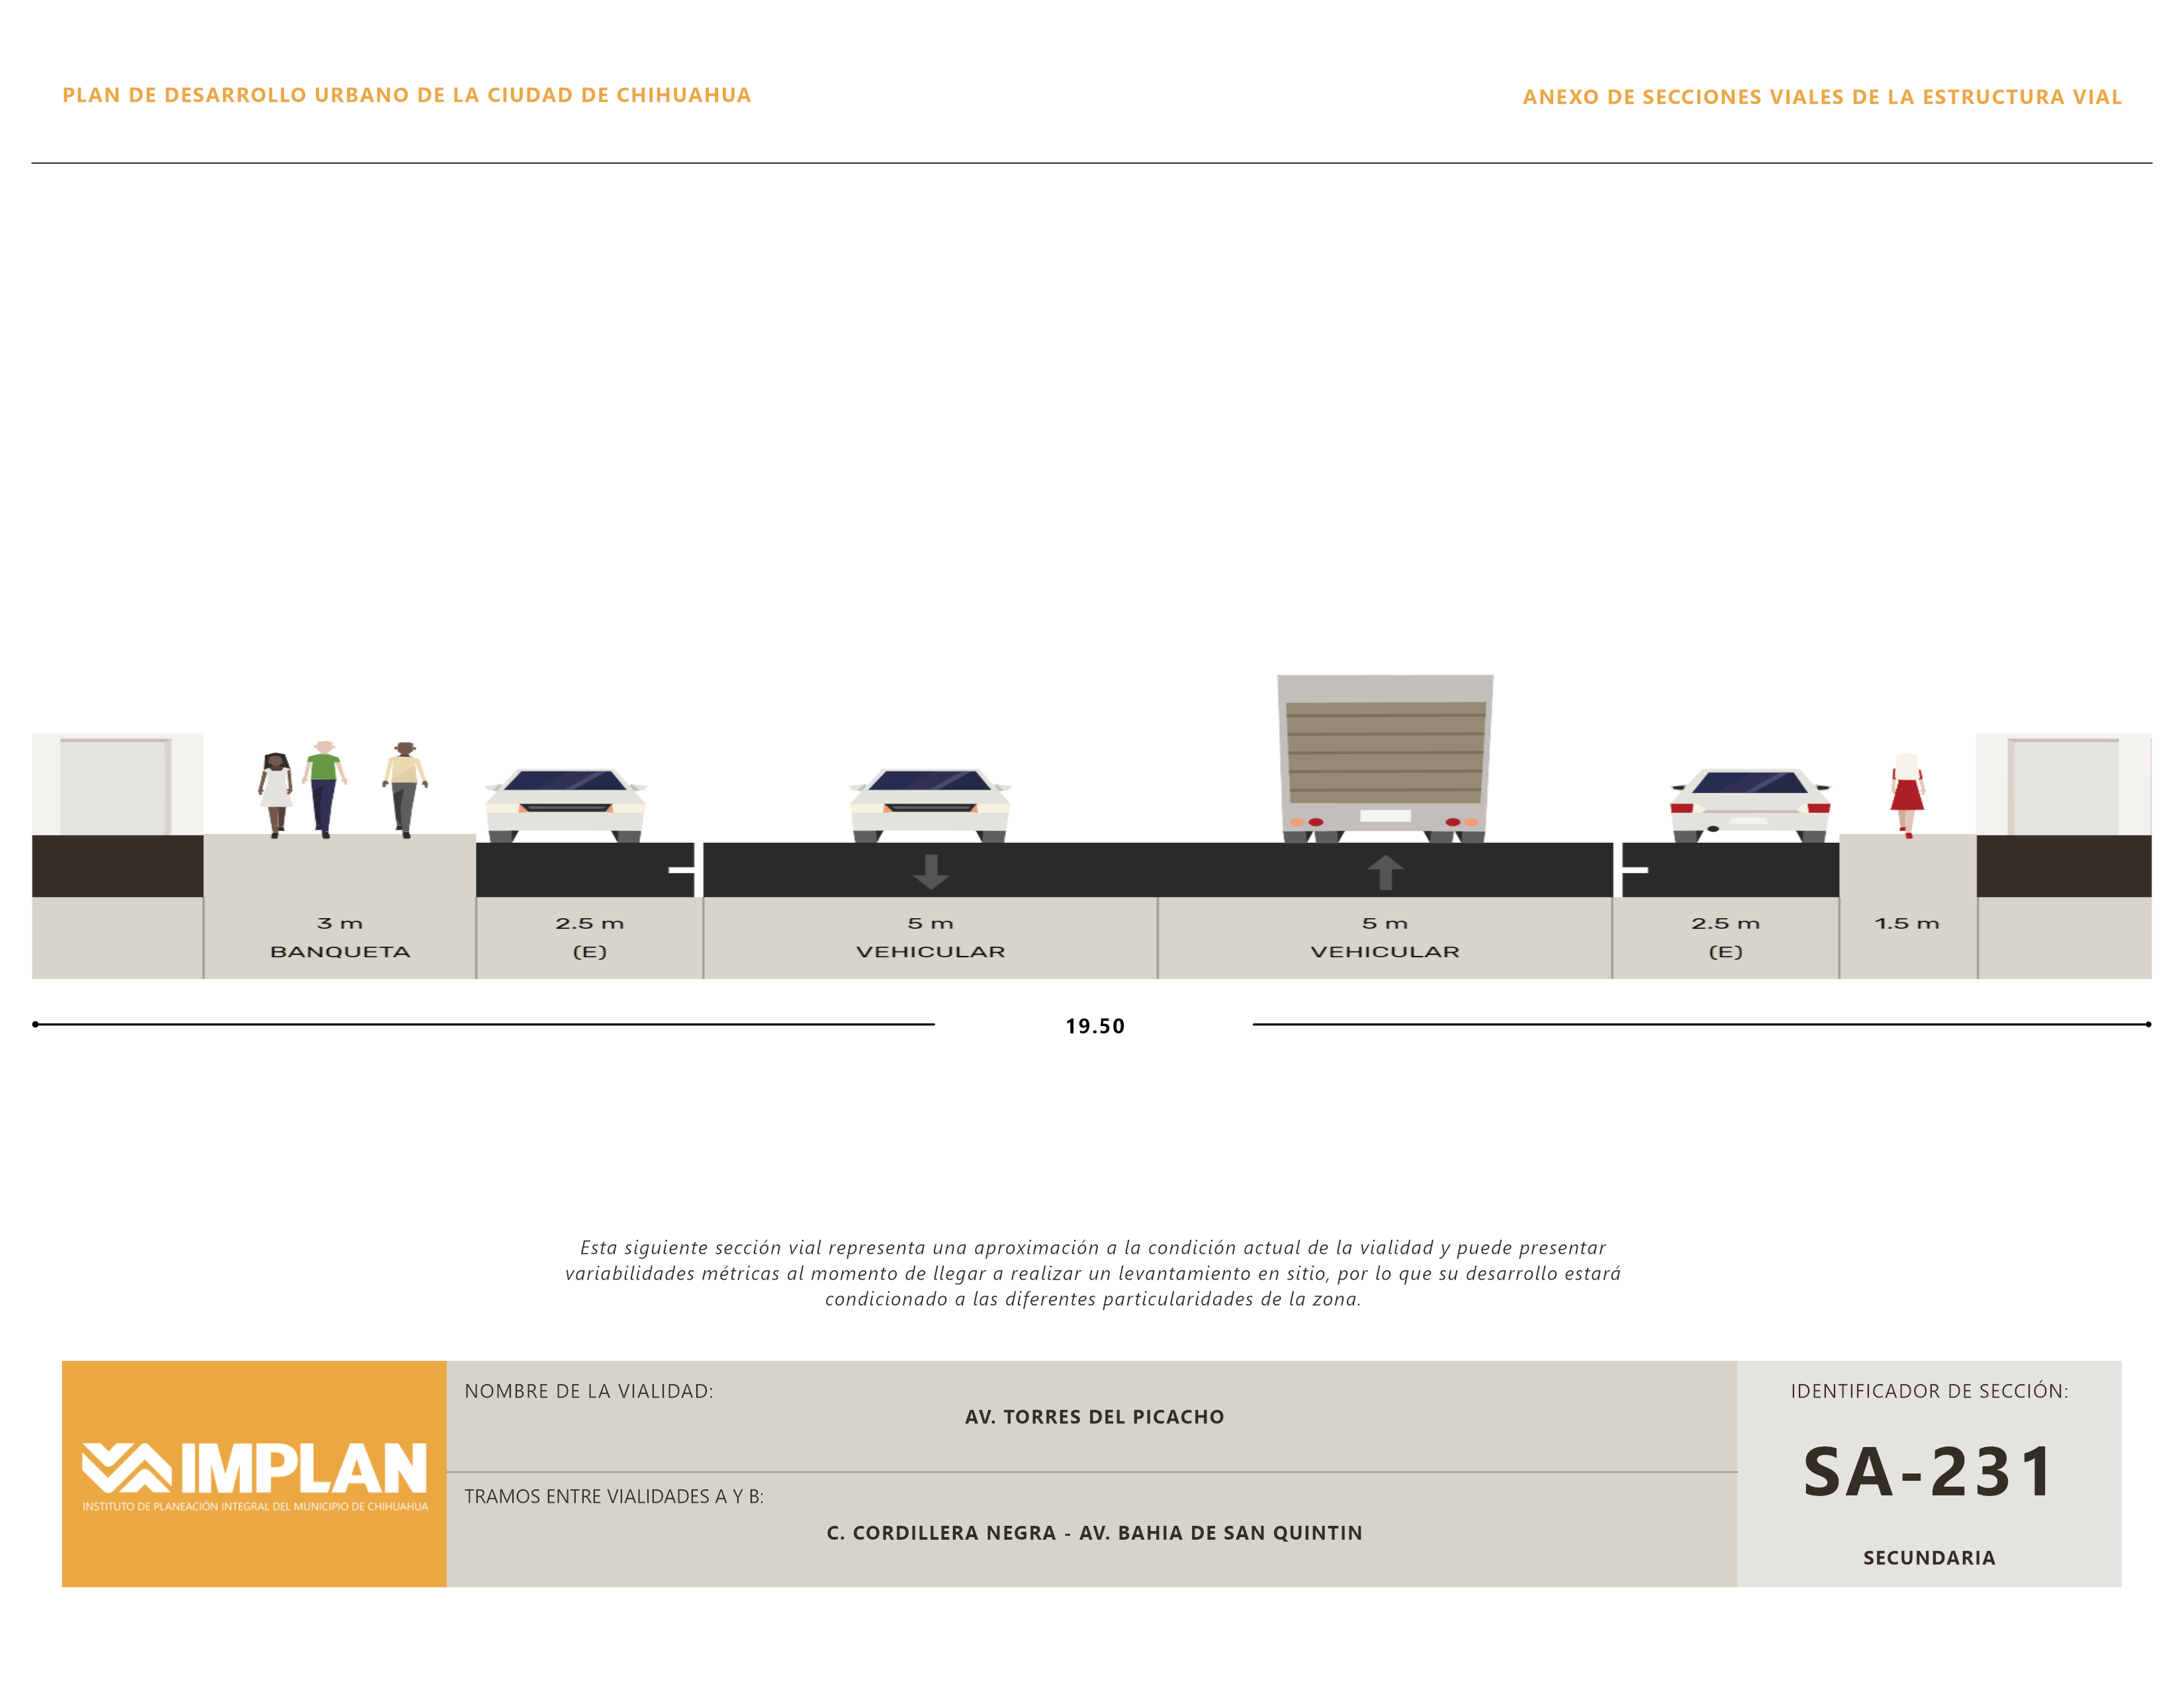 PLAN DE DESARROLLO URBANO DE LA CIUDAD DE CHIHUAHUA
ANEXO DE SECCIONES VIALES DE LA ESTRUCTURA VIAL
3 m
BANQUETA
2.5 m
(E)
5 m
VEHICULAR
5 m
VEHICULAR
2.5 m
(E)
1.5 m
19.50
Esta siguiente sección vial representa una aproximación a la condición actual de la vialidad y puede presentar
variabilidades métricas al momento de llegar a realizar un levantamiento en sitio, por lo que su desarrollo estará
condicionado a las diferentes particularidades de la zona.
IMPLAN
INSTITUTO DE PLANEACIÓN INTEGRAL DEL MUNICIPIO DE CHIHUAHUA
NOMBRE DE LA VIALIDAD:
AV. TORRES DEL PICACHO
TRAMOS ENTRE VIALIDADES A Y B:
C. CORDILLERA NEGRA - AV. BAHIA DE SAN QUINTIN
IDENTIFICADOR DE SECCIÓN:
SA-231
SECUNDARIA